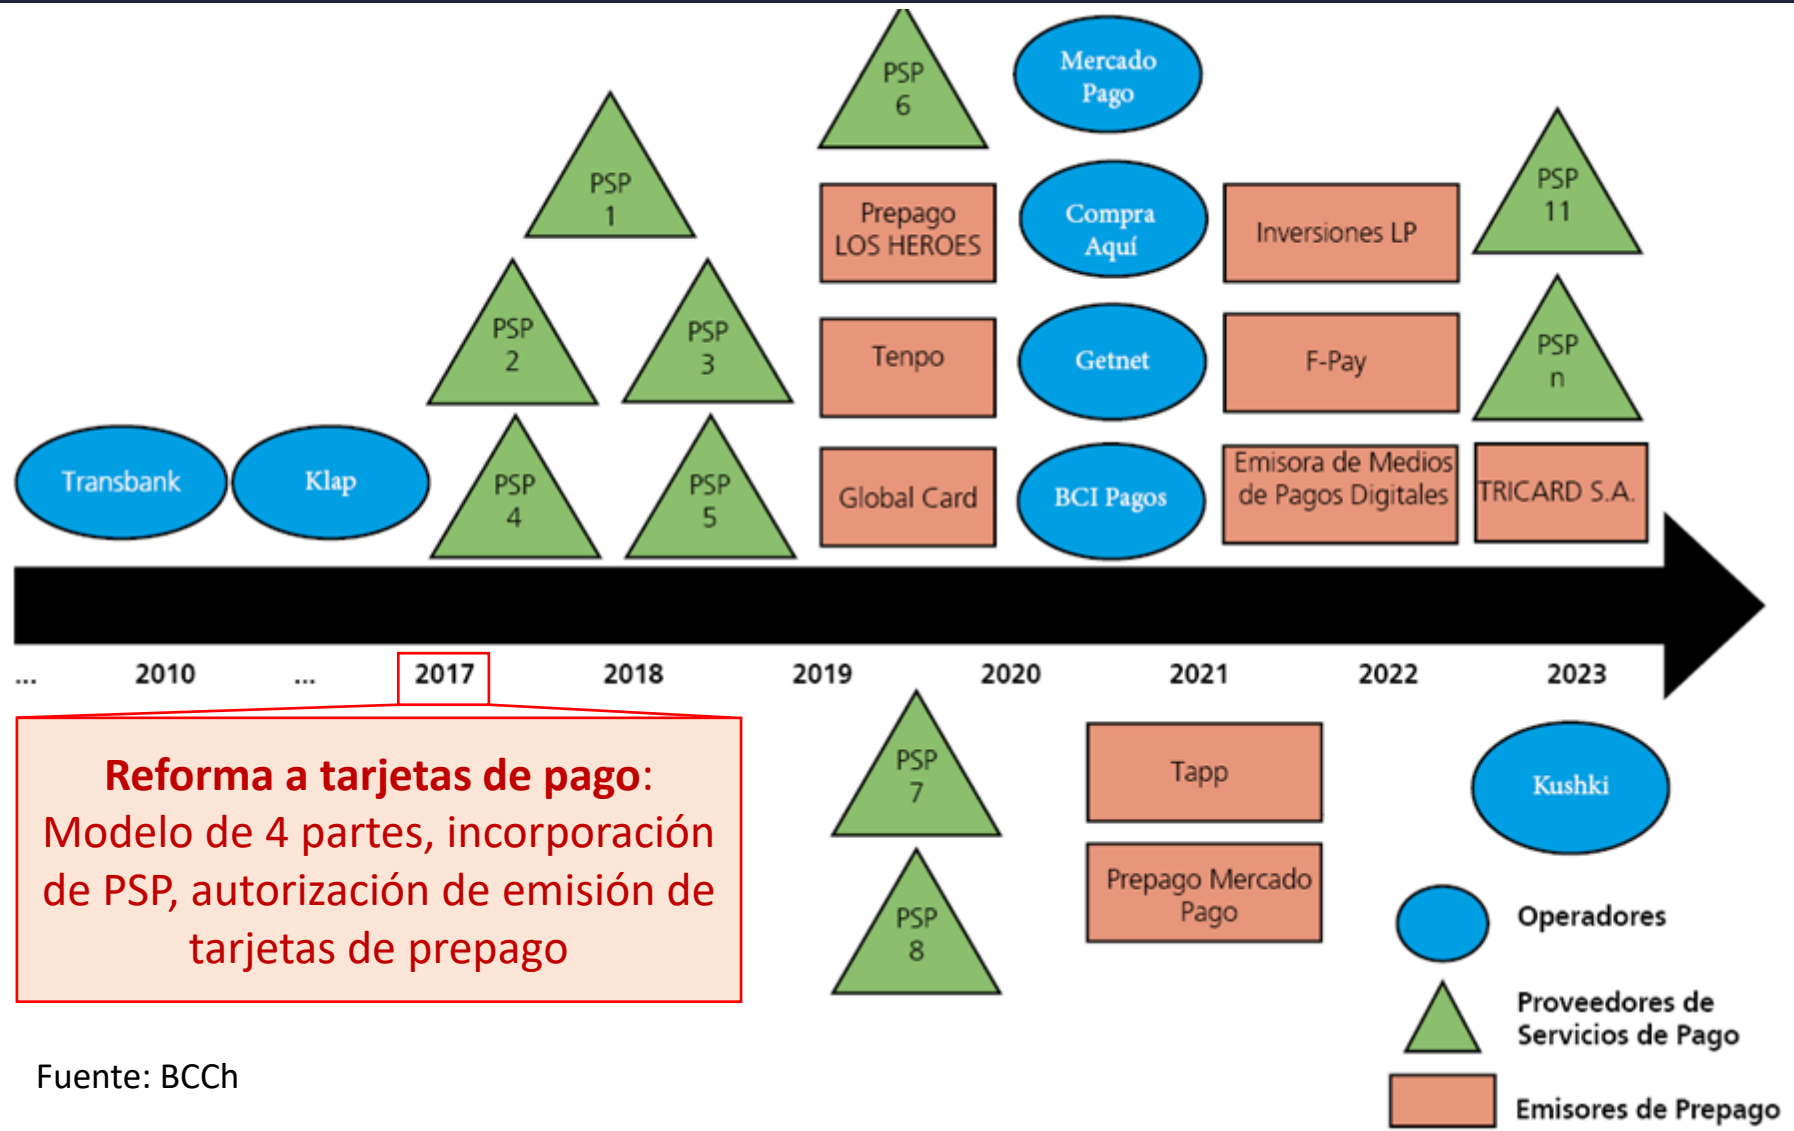 PSP
6
Mercado
Pago
PSP
1
PSP
11
Prepago
LOS HEROES
Compra
Aquí
Inversiones LP
PSP
2
PSP
3
Tenpo
Getnet
F-Pay
PSP
n
Transbank
Klap
PSP
4
PSP
5
Global Card
BCI Pagos
Emisora de Medios
de Pagos Digitales
TRICARD S.A.
... 2010 ... 2017 2018 2019 2020 2021 2022 2023
Reforma a tarjetas de pago:
Modelo de 4 partes, incorporación
de PSP, autorización de emisión de
tarjetas de prepago
PSP
7
Tapp
Kushki
PSP
8
Prepago Mercado
Pago
Operadores
Proveedores de
Servicios de Pago
Emisores de Prepago
Fuente: BCCh